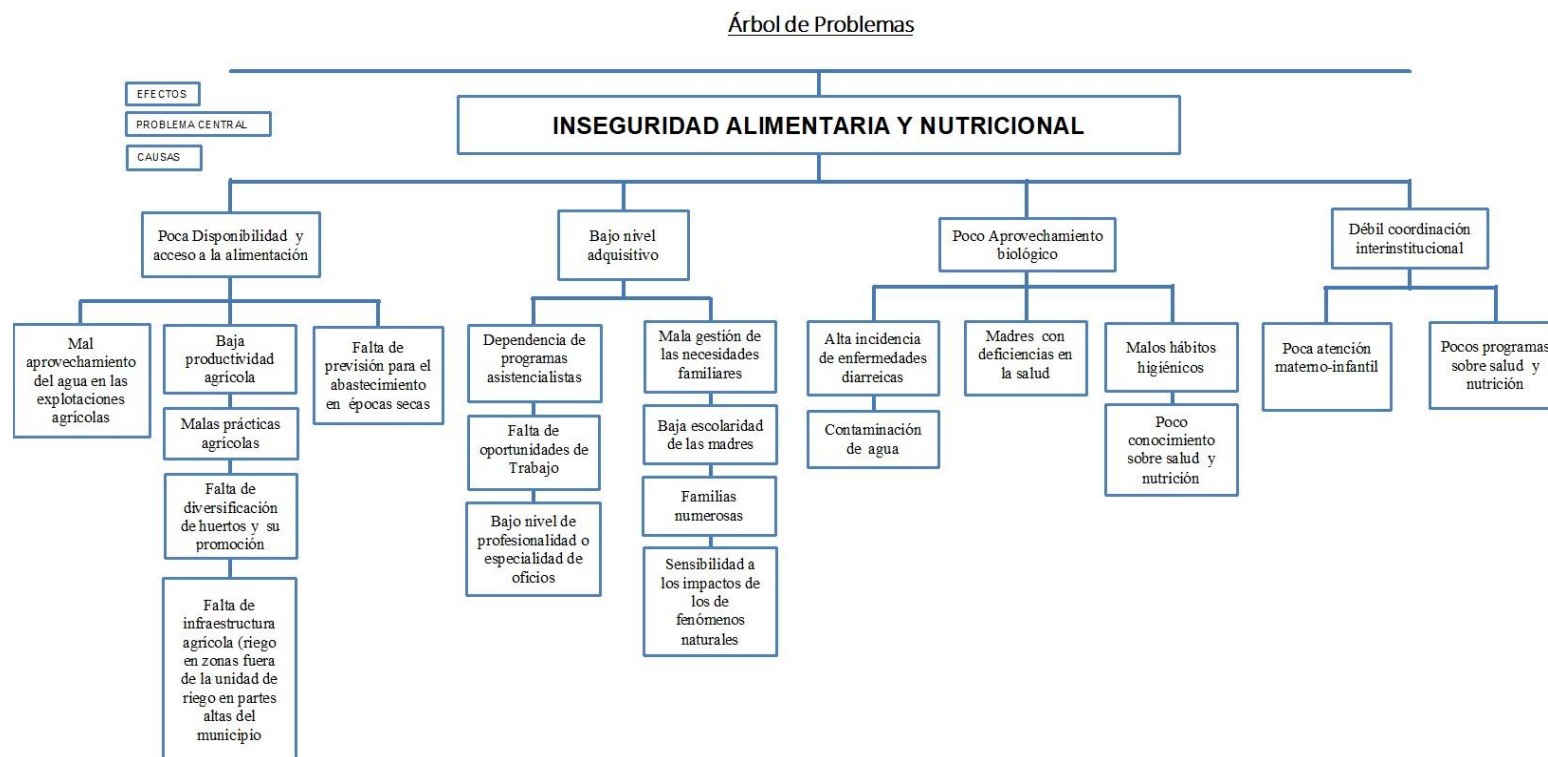 Árbol de Problemas
EFECTOS
PROBLEMA CENTRAL
CAUSAS
INSEGURIDAD ALIMENTARIA Y NUTRICIONAL
Poca Disponibilidad y
acceso a la alimentación
Bajo nivel
adquisitivo
Poco Aprovechamiento
biológico
Débil coordinación
interinstitucional
Mal
aprovechamiento
del agua en las
explotaciones
agrícolas
Baja
productividad
agrícola
Falta de
previsión para el
abastecimiento
en épocas secas
Dependencia de
programas
asistencialistas
Mala gestión de
las necesidades
familiares
Alta incidencia
de enfermedades
diarreicas
Madres con
deficiencias en
la salud
Malos hábitos
higiénicos
Poca atención
materno-infantil
Pocos programas
sobre salud y
nutrición
Malas prácticas
agrícolas
Falta de
oportunidades de
Trabajo
Baja escolaridad
de las madres
Contaminación
de agua
Poco
conocimiento
sobre salud y
nutrición
Falta de
diversificación
de huertos y su
promoción
Bajo nivel de
profesionalidad o
especialidad de
oficios
Familias
numerosas
Sensibilidad a
los impactos de
los de
fenómenos
naturales
Falta de
infraestructura
agrícola (riego
en zonas fuera
de la unidad de
riego en partes
altas del
municipio